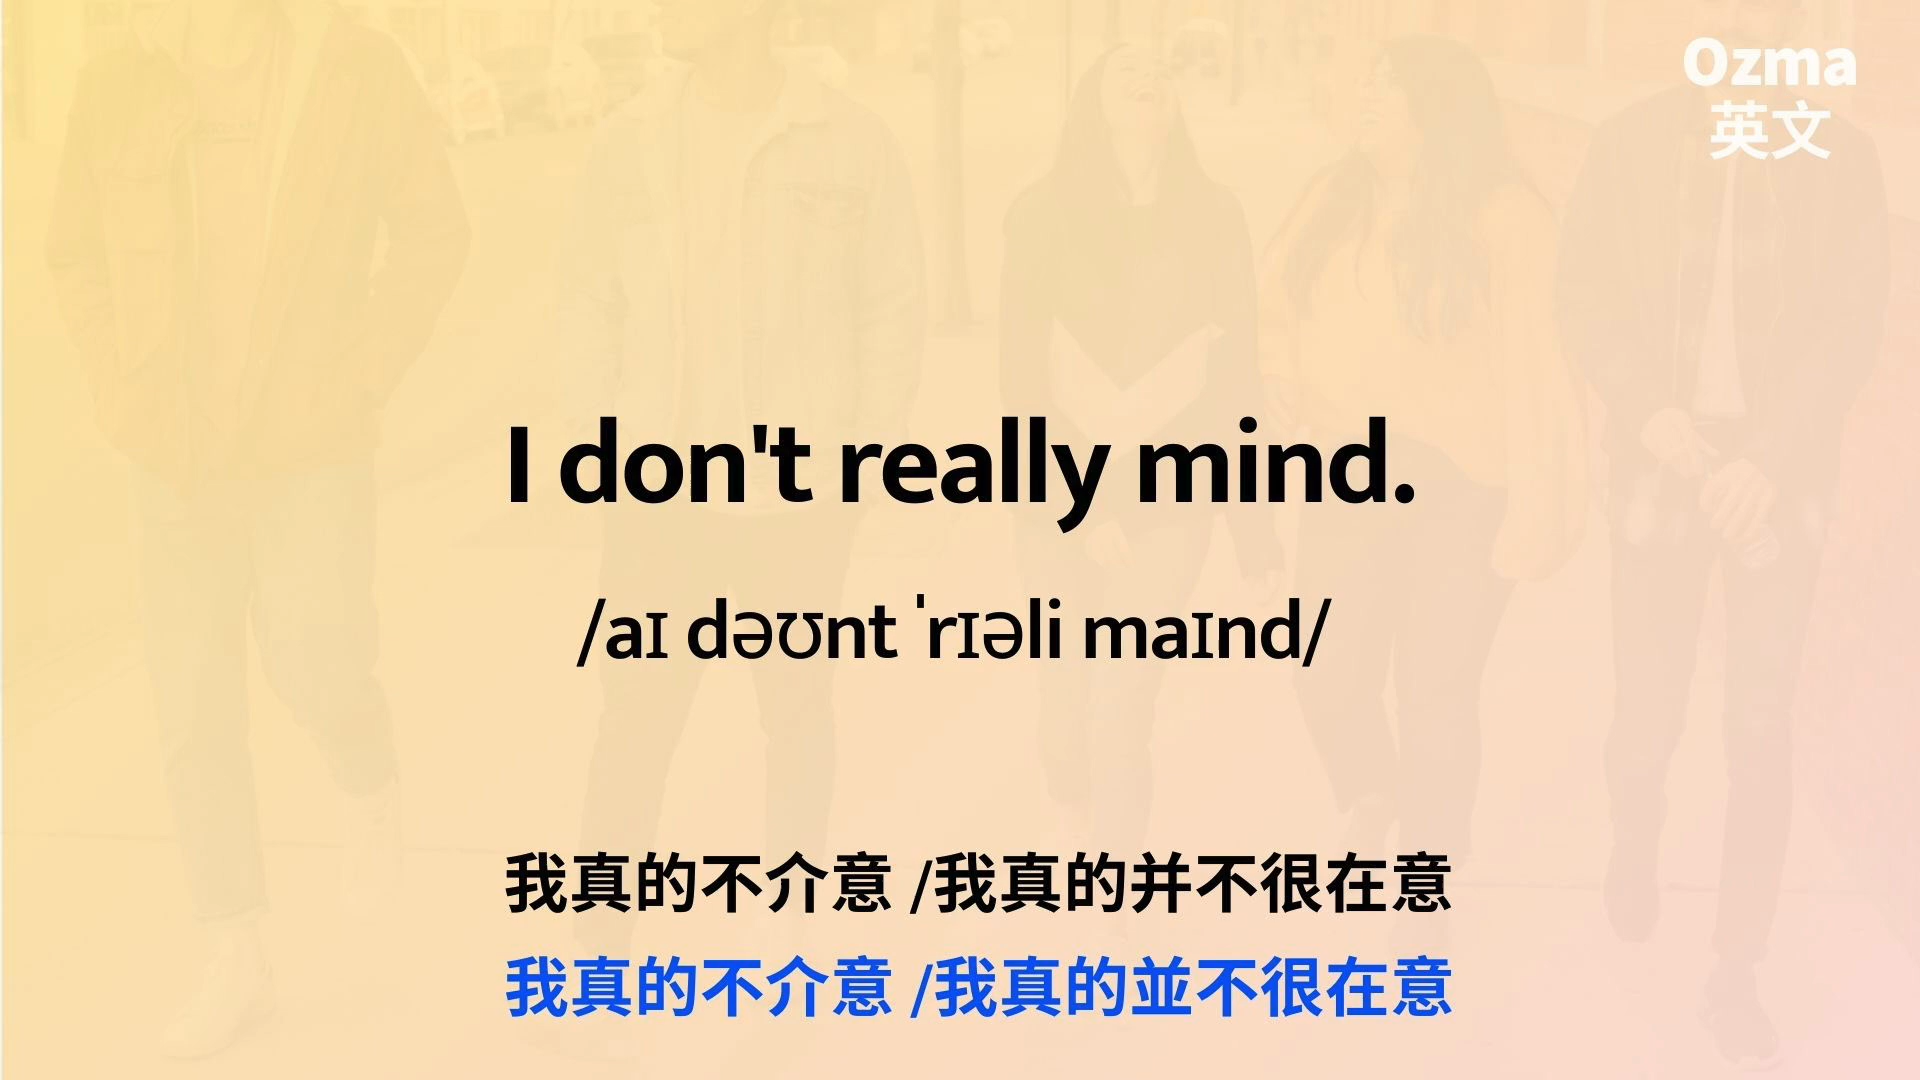 Ozma
英文
I don't really mind.
/aɪ dəʊnt ˈrɪəli maɪnd/
我真的不介意 /我真的并不很在意
我真的不介意 /我真的並不很在意